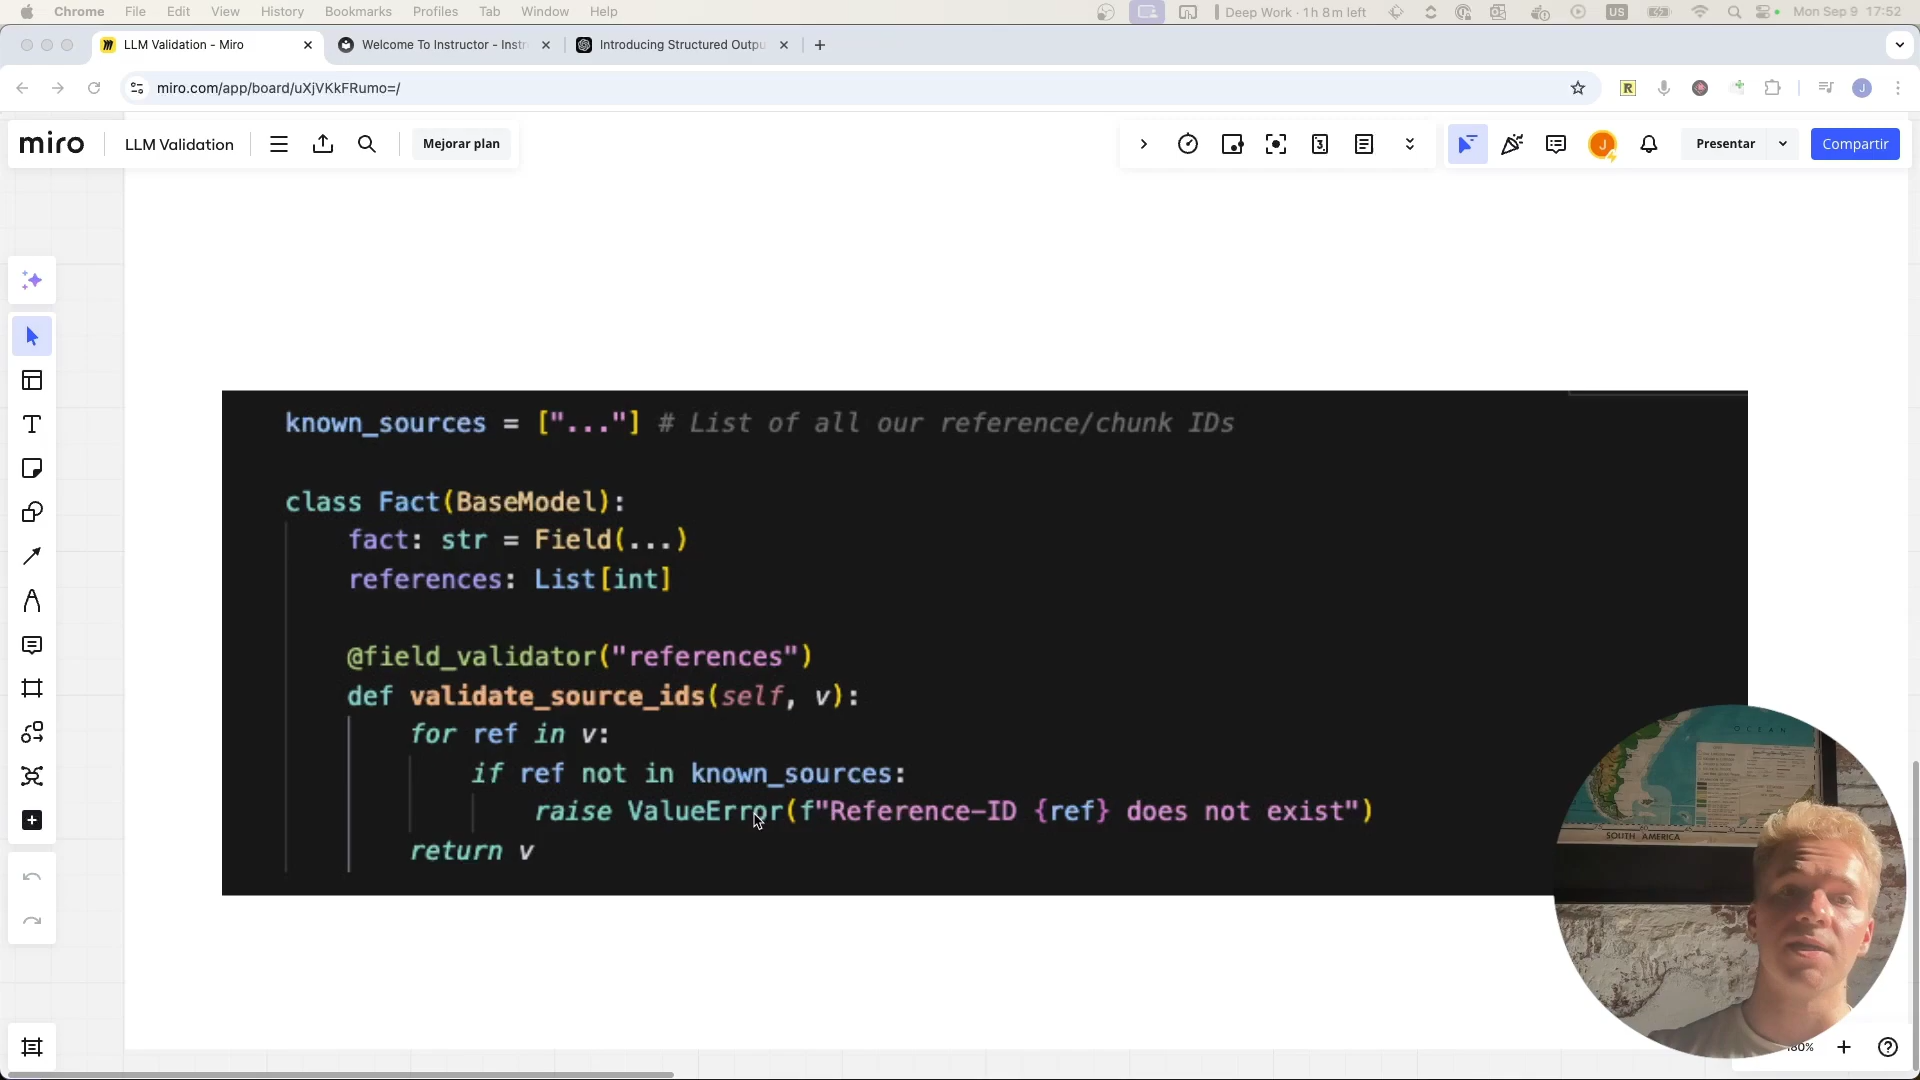 Chrome File Edit View History Bookmarks Profiles Tab Window Help Deep Work · 1h 8m left US Mon Sep 9 17:52
LLM Validation - Miro Welcome To Instructor - Instr Introducing Structured Outpu
miro.com/app/board/uXjVKkFRumo=/ R J
miro LLM Validation Mejorar plan J Presentar Compartir
known_sources = ["..."] # List of all our reference/chunk IDs
class Fact(BaseModel):
fact: str = Field(...)
references: List[int]
@field_validator("references")
def validate_source_ids(self, v):
for ref in v:
if ref not in known_sources:
raise ValueError(f"Reference-ID {ref} does not exist")
return v
OCEAN
SOUTH AMERICA